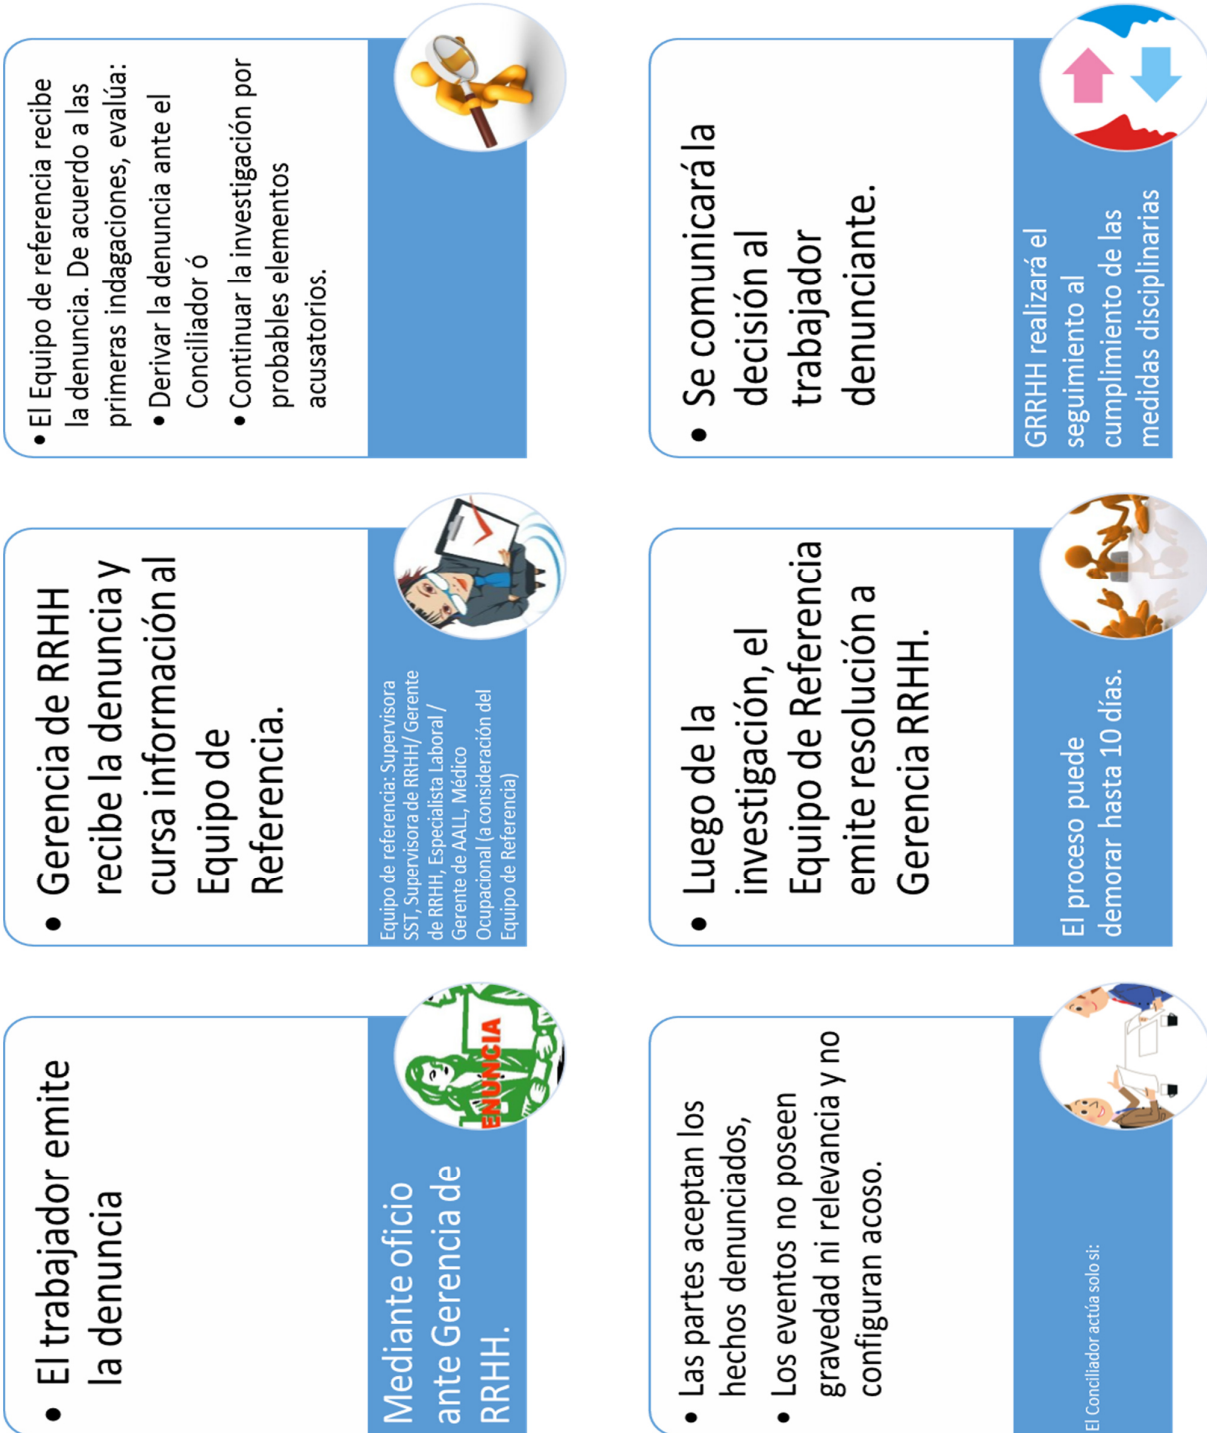 • El trabajador emite
la denuncia
Mediante oficio
ante Gerencia de
RRHH.
ENUNCIA
• Gerencia de RRHH
recibe la denuncia y
cursa información al
Equipo de
Referencia.
Equipo de referencia: Supervisora
SST, Supervisora de RRHH/ Gerente
de RRHH, Especialista Laboral /
Gerente de AALL, Médico
Ocupacional (a consideración del
Equipo de Referencia)
• El Equipo de referencia recibe
la denuncia. De acuerdo a las
primeras indagaciones, evalúa:
• Derivar la denuncia ante el
Conciliador ó
• Continuar la investigación por
probables elementos
acusatorios.
• Las partes aceptan los
hechos denunciados,
• Los eventos no poseen
gravedad ni relevancia y no
configuran acoso.
El Conciliador actúa solo si:
• Luego de la
investigación, el
Equipo de Referencia
emite resolución a
Gerencia RRHH.
El proceso puede
demorar hasta 10 días.
• Se comunicará la
decisión al
trabajador
denunciante.
GRRHH realizará el
seguimiento al
cumplimiento de las
medidas disciplinarias